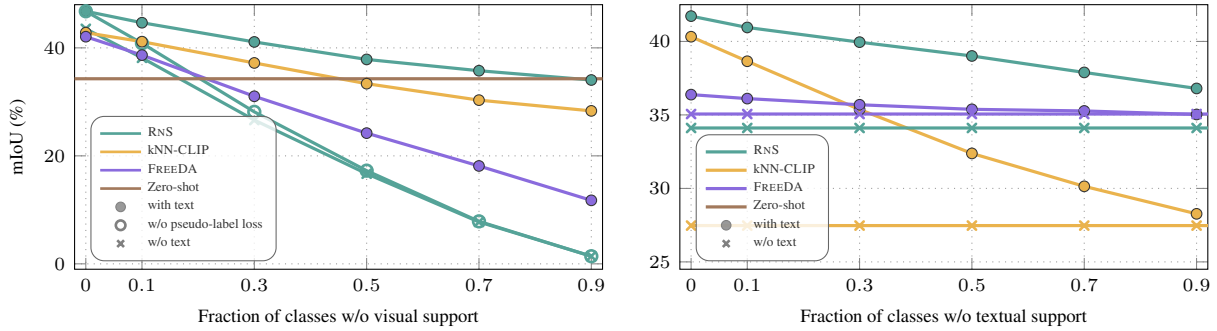 mIoU (%)
40
20
0
RNS
kNN-CLIP
FREEDA
Zero-shot
with text
w/o pseudo-label loss
w/o text
0 0.1 0.3 0.5 0.7 0.9
Fraction of classes w/o visual support
40
35
30
25
RNS
kNN-CLIP
FREEDA
Zero-shot
with text
w/o text
0 0.1 0.3 0.5 0.7 0.9
Fraction of classes w/o textual support